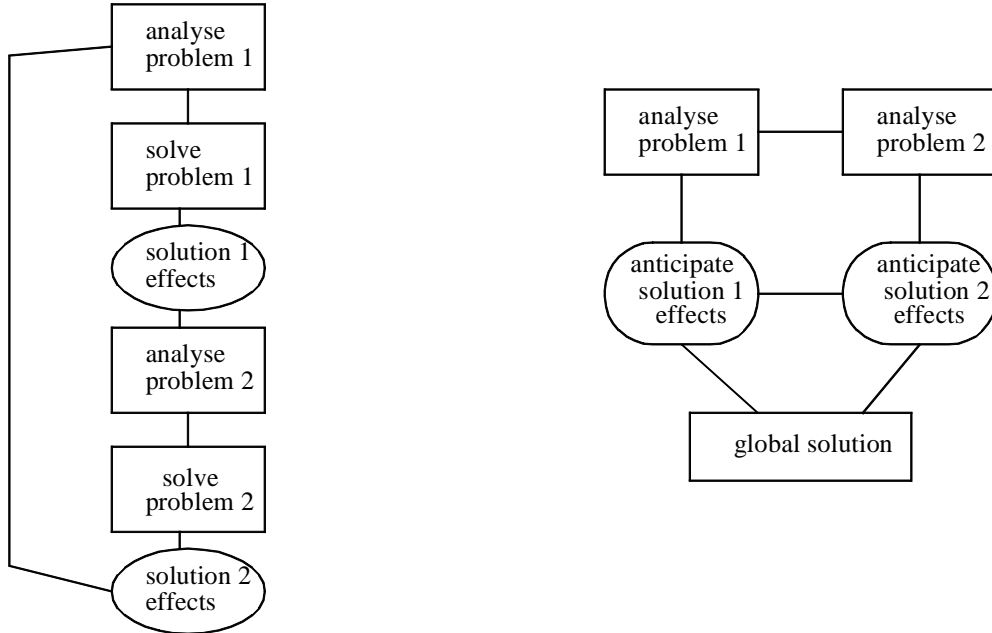 analyse
problem 1
solve
problem 1
solution 1
effects
analyse
problem 2
solve
problem 2
solution 2
effects
analyse
problem 1
analyse
problem 2
anticipate
solution 1
effects
anticipate
solution 2
effects
global solution